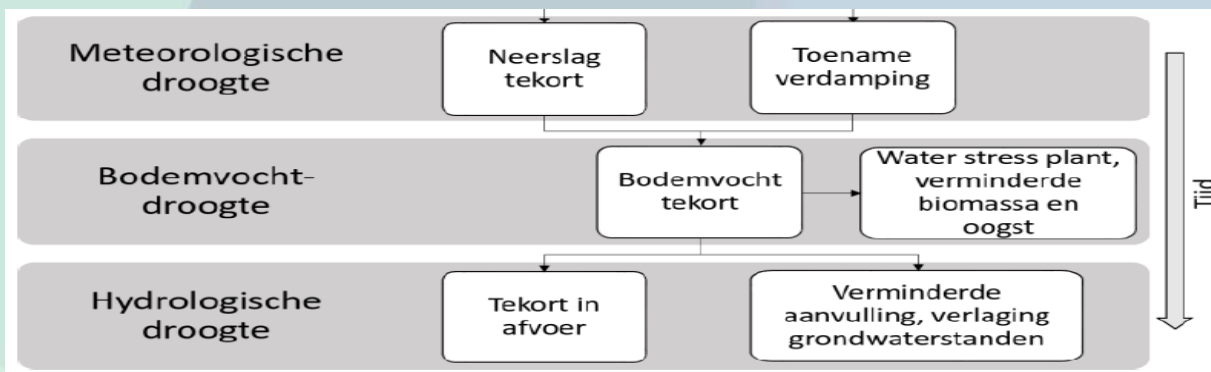 Meteorologische
droogte
Neerslag
tekort
Toename
verdamping
Bodemvocht-
droogte
Bodemvocht
tekort
Water stress plant,
verminderde
biomassa en
oogst
Tijd
Hydrologische
droogte
Tekort in
afvoer
Verminderde
aanvulling, verlaging
grondwaterstanden